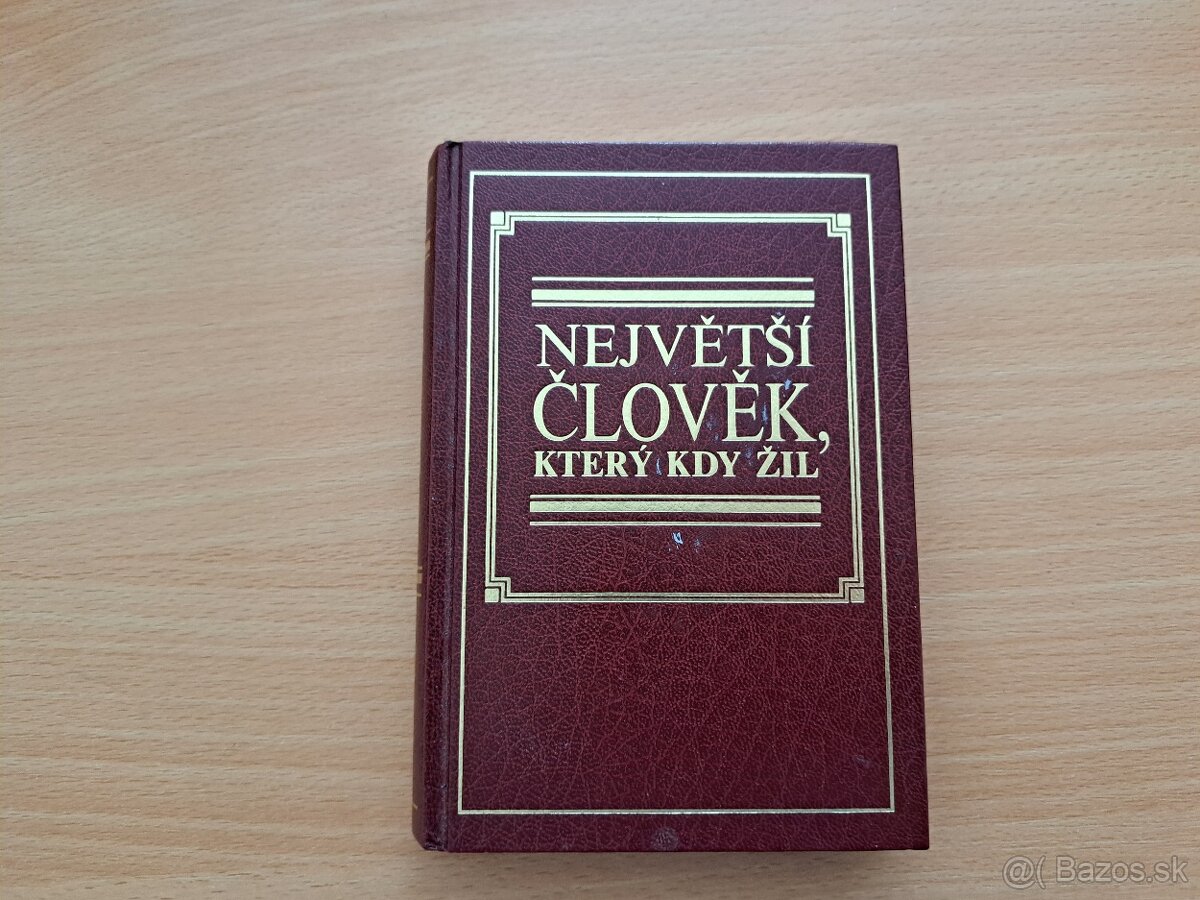 NEJVĚTŠÍ
ČLOVĚK,
KTERÝ KDY ŽIL
@( Bazos.sk